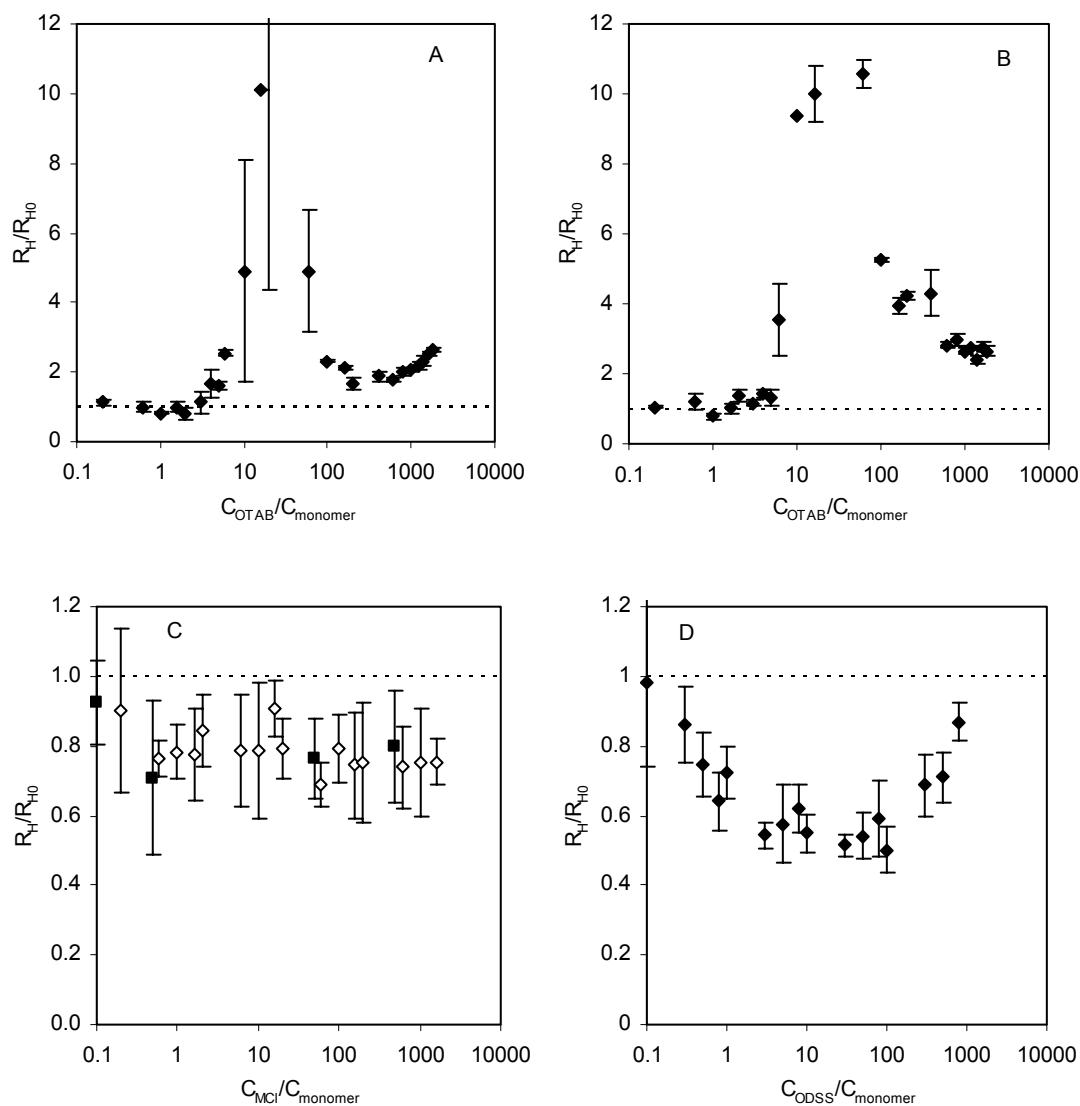 A
12
10
8
6
4
2
0
R_H/R_H0
0.1 1 10 100 1000 10000
C_OTAB/C_monomer
B
12
10
8
6
4
2
0
R_H/R_H0
0.1 1 10 100 1000 10000
C_OTAB/C_monomer
C
1.2
1.0
0.8
0.6
0.4
0.2
0.0
R_H/R_H0
0.1 1 10 100 1000 10000
C_MCl/C_monomer
D
1.2
1
0.8
0.6
0.4
0.2
0
R_H/R_H0
0.1 1 10 100 1000 10000
C_ODSS/C_monomer